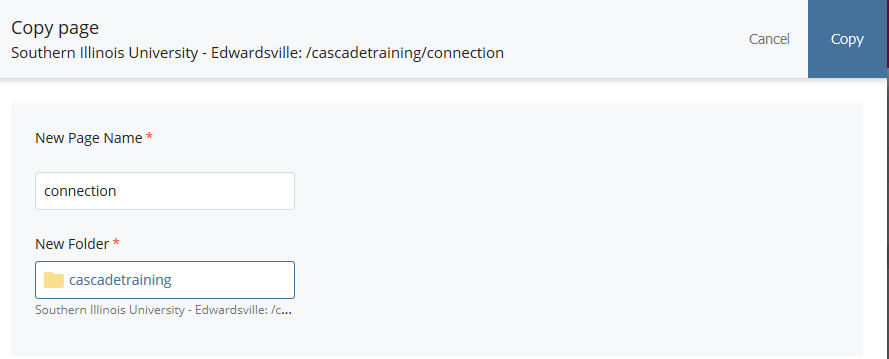 Copy page
Southern Illinois University - Edwardsville: /cascadetraining/connection
Cancel
Copy
New Page Name *
connection
New Folder *
cascadetraining
Southern Illinois University - Edwardsville: /c...